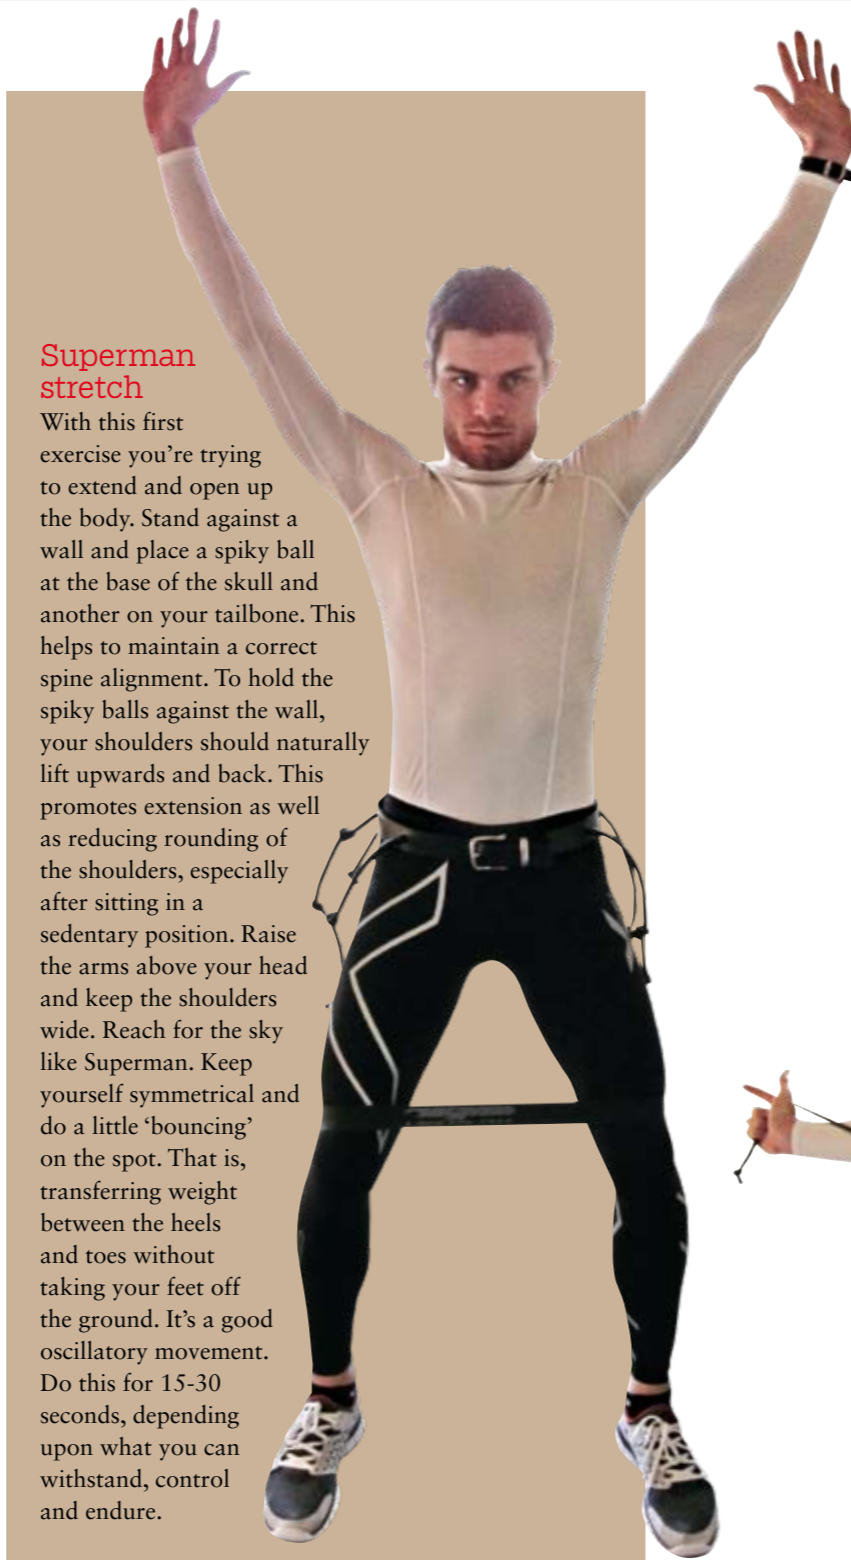 Superman
stretch
With this first
exercise you’re trying
to extend and open up
the body. Stand against a
wall and place a spiky ball
at the base of the skull and
another on your tailbone. This
helps to maintain a correct
spine alignment. To hold the
spiky balls against the wall,
your shoulders should naturally
lift upwards and back. This
promotes extension as well
as reducing rounding of
the shoulders, especially
after sitting in a
sedentary position. Raise
the arms above your head
and keep the shoulders
wide. Reach for the sky
like Superman. Keep
yourself symmetrical and
do a little ‘bouncing’
on the spot. That is,
transferring weight
between the heels
and toes without
taking your feet off
the ground. It’s a good
oscillatory movement.
Do this for 15-30
seconds, depending
upon what you can
withstand, control
and endure.